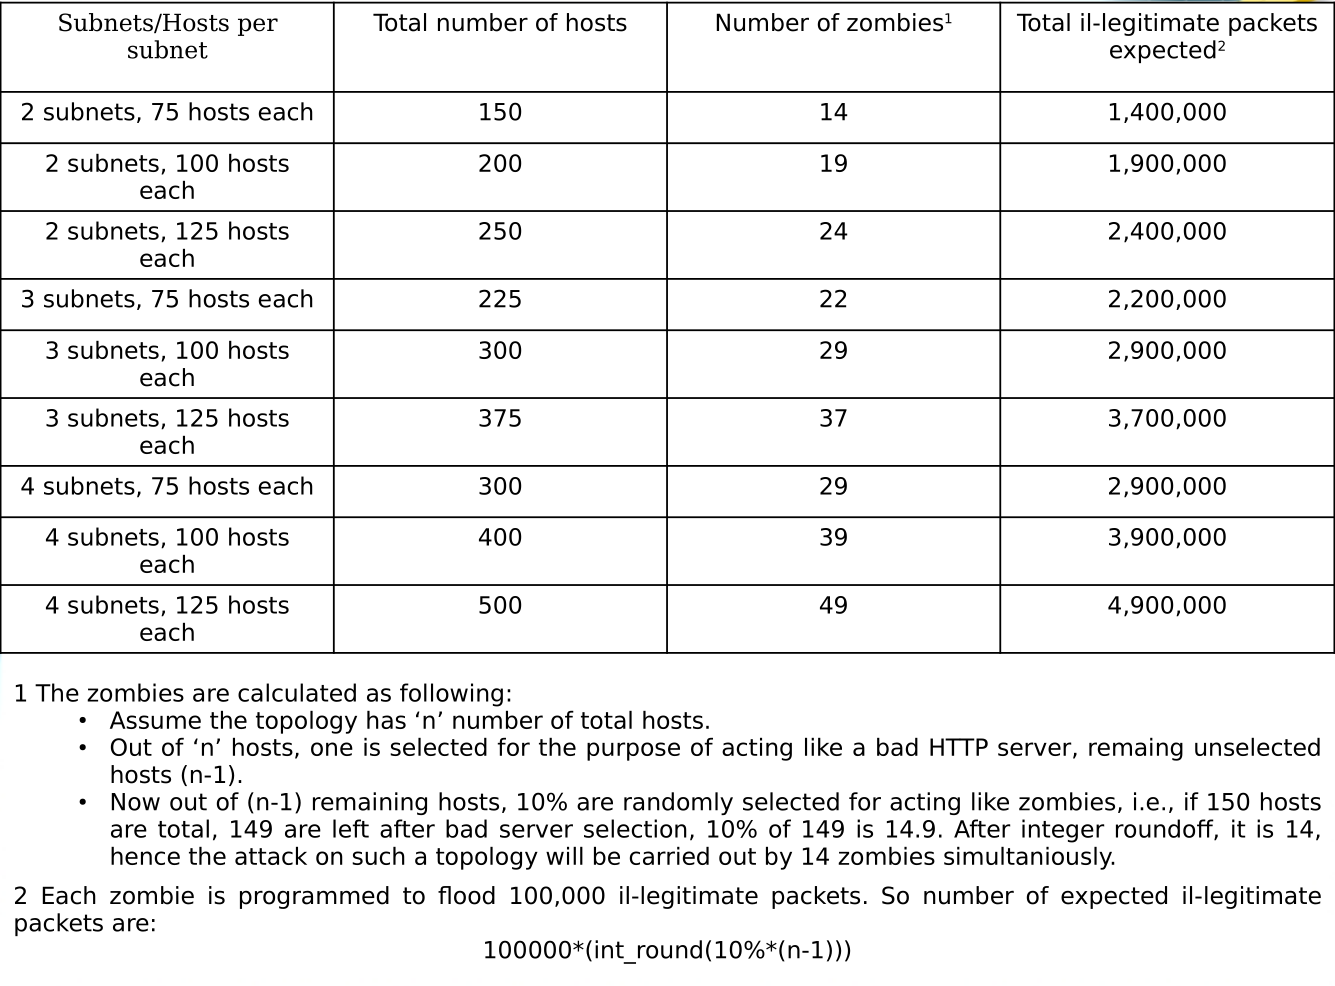 Subnets/Hosts per
subnet
Total number of hosts
Number of zombies¹
Total il-legitimate packets
expected²
2 subnets, 75 hosts each
150
14
1,400,000
2 subnets, 100 hosts
each
200
19
1,900,000
2 subnets, 125 hosts
each
250
24
2,400,000
3 subnets, 75 hosts each
225
22
2,200,000
3 subnets, 100 hosts
each
300
29
2,900,000
3 subnets, 125 hosts
each
375
37
3,700,000
4 subnets, 75 hosts each
300
29
2,900,000
4 subnets, 100 hosts
each
400
39
3,900,000
4 subnets, 125 hosts
each
500
49
4,900,000
1 The zombies are calculated as following:
• Assume the topology has ‘n’ number of total hosts.
• Out of ‘n’ hosts, one is selected for the purpose of acting like a bad HTTP server, remaing unselected
hosts (n-1).
• Now out of (n-1) remaining hosts, 10% are randomly selected for acting like zombies, i.e., if 150 hosts
are total, 149 are left after bad server selection, 10% of 149 is 14.9. After integer roundoff, it is 14,
hence the attack on such a topology will be carried out by 14 zombies simultaniously.
2 Each zombie is programmed to flood 100,000 il-legitimate packets. So number of expected il-legitimate
packets are:
100000*(int_round(10%*(n-1)))